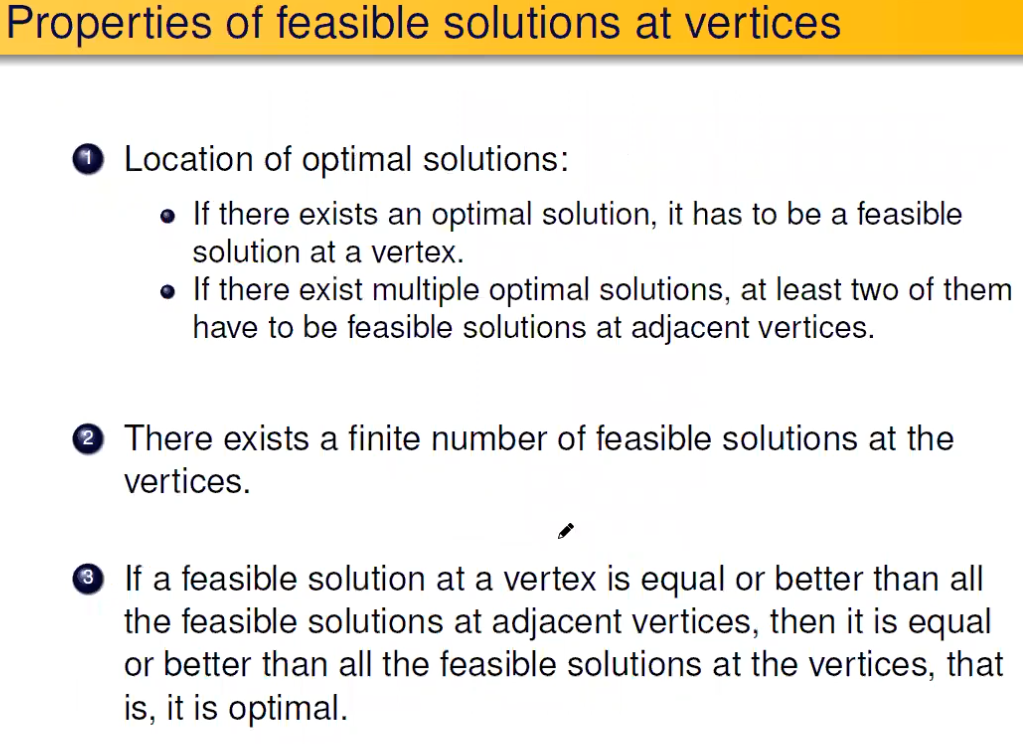 Properties of feasible solutions at vertices
1 Location of optimal solutions:
If there exists an optimal solution, it has to be a feasible
solution at a vertex.
If there exist multiple optimal solutions, at least two of them
have to be feasible solutions at adjacent vertices.
2 There exists a finite number of feasible solutions at the
vertices.
3 If a feasible solution at a vertex is equal or better than all
the feasible solutions at adjacent vertices, then it is equal
or better than all the feasible solutions at the vertices, that
is, it is optimal.